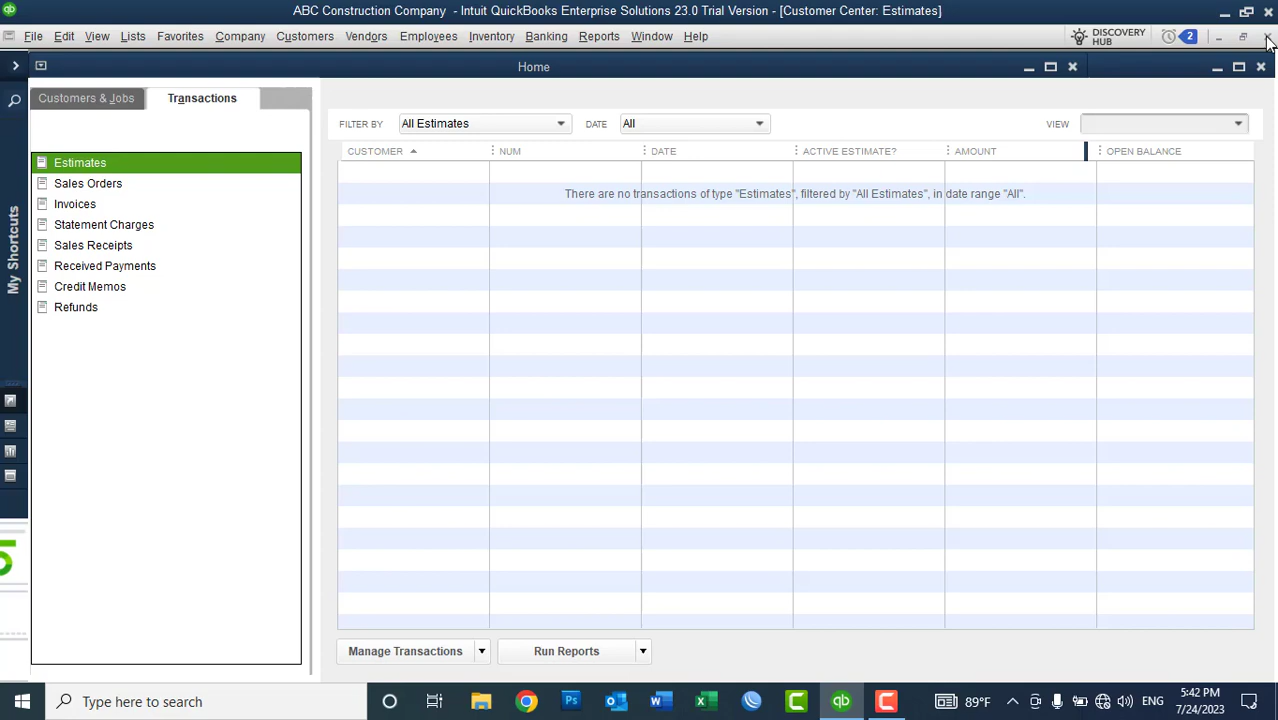 ABC Construction Company - Intuit QuickBooks Enterprise Solutions 23.0 Trial Version - [Customer Center: Estimates]
File Edit View Lists Favorites Company Customers Vendors Employees Inventory Banking Reports Window Help DISCOVERY HUB 2
Home
Customers & Jobs Transactions
FILTER BY All Estimates DATE All VIEW
CUSTOMER NUM DATE ACTIVE ESTIMATE? AMOUNT OPEN BALANCE
There are no transactions of type "Estimates", filtered by "All Estimates", in date range "All".
Estimates
Sales Orders
Invoices
Statement Charges
Sales Receipts
Received Payments
Credit Memos
Refunds
My Shortcuts
Manage Transactions Run Reports
Type here to search 89°F ENG 5:42 PM
7/24/2023